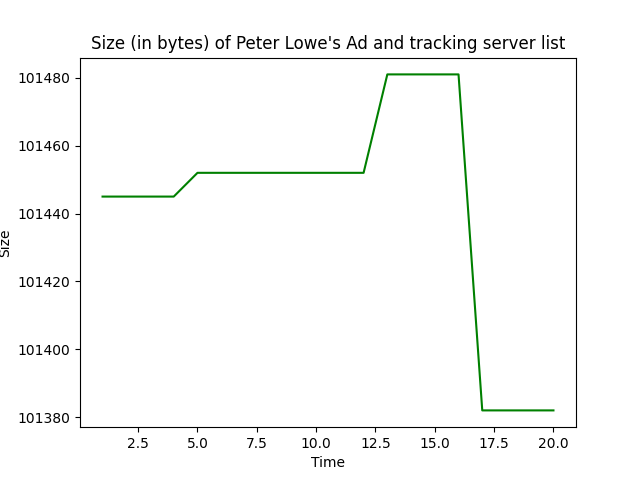 Size (in bytes) of Peter Lowe's Ad and tracking server list
101480
101460
101440
101420
101400
101380
Size
2.5 5.0 7.5 10.0 12.5 15.0 17.5 20.0
Time